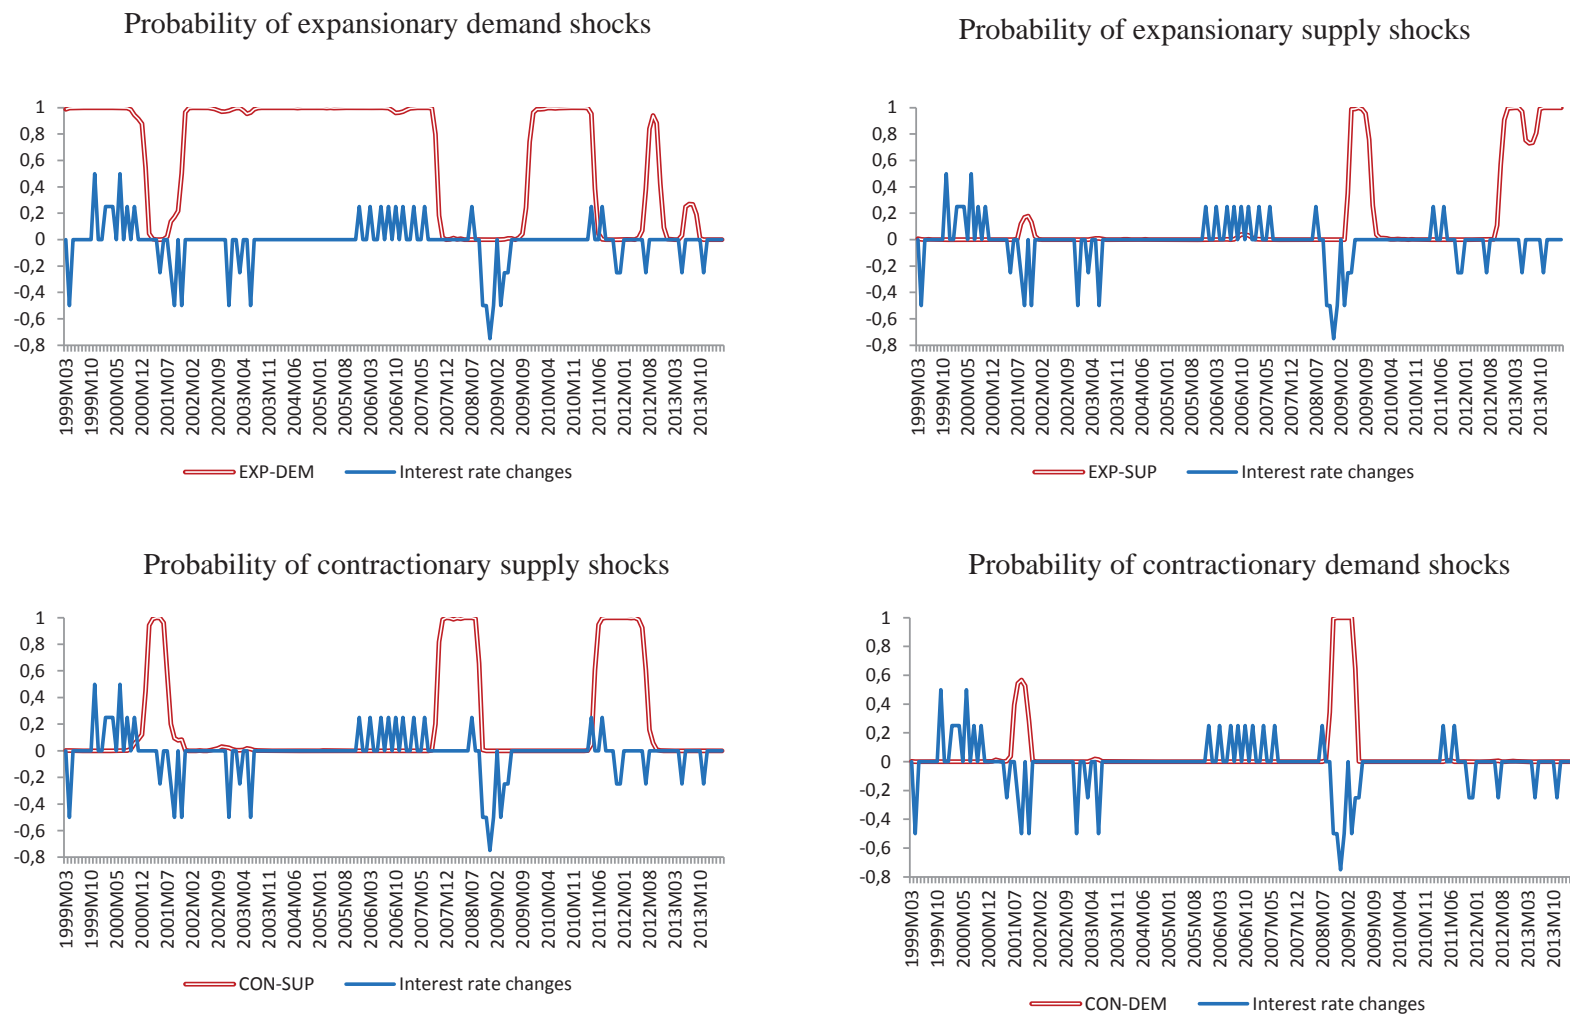 Probability of expansionary demand shocks
1
0,8
0,6
0,4
0,2
0
-0,2
-0,4
-0,6
-0,8
1999M03
1999M10
2000M05
2000M12
2001M07
2002M02
2002M09
2003M04
2003M11
2004M06
2005M01
2005M08
2006M03
2006M10
2007M05
2007M12
2008M07
2009M02
2009M09
2010M04
2010M11
2011M06
2012M01
2012M08
2013M03
2013M10
EXP-DEM
Interest rate changes
Probability of expansionary supply shocks
1
0,8
0,6
0,4
0,2
0
-0,2
-0,4
-0,6
-0,8
1999M03
1999M10
2000M05
2000M12
2001M07
2002M02
2002M09
2003M04
2003M11
2004M06
2005M01
2005M08
2006M03
2006M10
2007M05
2007M12
2008M07
2009M02
2009M09
2010M04
2010M11
2011M06
2012M01
2012M08
2013M03
2013M10
EXP-SUP
Interest rate changes
Probability of contractionary supply shocks
1
0,8
0,6
0,4
0,2
0
-0,2
-0,4
-0,6
-0,8
1999M03
1999M10
2000M05
2000M12
2001M07
2002M02
2002M09
2003M04
2003M11
2004M06
2005M01
2005M08
2006M03
2006M10
2007M05
2007M12
2008M07
2009M02
2009M09
2010M04
2010M11
2011M06
2012M01
2012M08
2013M03
2013M10
CON-SUP
Interest rate changes
Probability of contractionary demand shocks
1
0,8
0,6
0,4
0,2
0
-0,2
-0,4
-0,6
-0,8
1999M03
1999M10
2000M05
2000M12
2001M07
2002M02
2002M09
2003M04
2003M11
2004M06
2005M01
2005M08
2006M03
2006M10
2007M05
2007M12
2008M07
2009M02
2009M09
2010M04
2010M11
2011M06
2012M01
2012M08
2013M03
2013M10
CON-DEM
Interest rate changes